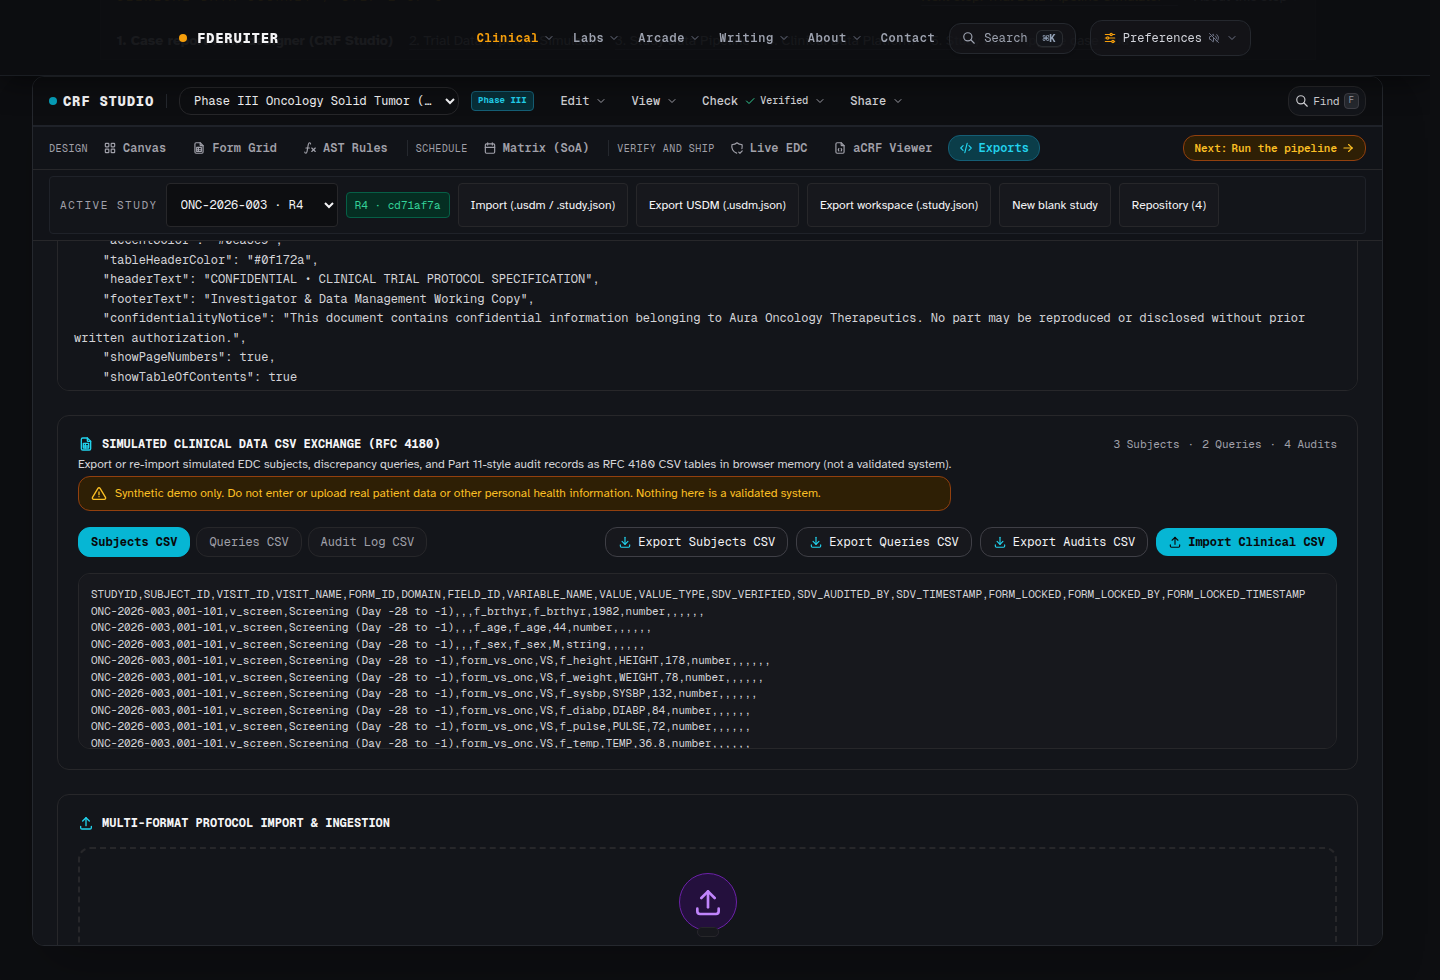 FDERUITER
Clinical
Labs
Arcade
Writing
About
Contact
Search ⌘K
Preferences
CRF STUDIO
Phase III Oncology Solid Tumor (…
Phase III
Edit
View
Check
Verified
Share
Find F
DESIGN
Canvas
Form Grid
AST Rules
SCHEDULE
Matrix (SoA)
VERIFY AND SHIP
Live EDC
aCRF Viewer
Exports
Next: Run the pipeline →
ACTIVE STUDY
ONC-2026-003 · R4
R4 · cd71af7a
Import (.usdm / .study.json)
Export USDM (.usdm.json)
Export workspace (.study.json)
New blank study
Repository (4)
"tableHeaderColor": "#0f172a",
"headerText": "CONFIDENTIAL • CLINICAL TRIAL PROTOCOL SPECIFICATION",
"footerText": "Investigator & Data Management Working Copy",
"confidentialityNotice": "This document contains confidential information belonging to Aura Oncology Therapeutics. No part may be reproduced or disclosed without prior
written authorization.",
"showPageNumbers": true,
"showTableOfContents": true
SIMULATED CLINICAL DATA CSV EXCHANGE (RFC 4180)
3 Subjects · 2 Queries · 4 Audits
Export or re-import simulated EDC subjects, discrepancy queries, and Part 11-style audit records as RFC 4180 CSV tables in browser memory (not a validated system).
Synthetic demo only. Do not enter or upload real patient data or other personal health information. Nothing here is a validated system.
Subjects CSV
Queries CSV
Audit Log CSV
Export Subjects CSV
Export Queries CSV
Export Audits CSV
Import Clinical CSV
STUDYID,SUBJECT_ID,VISIT_ID,VISIT_NAME,FORM_ID,DOMAIN,FIELD_ID,VARIABLE_NAME,VALUE,VALUE_TYPE,SDV_VERIFIED,SDV_AUDITED_BY,SDV_TIMESTAMP,FORM_LOCKED,FORM_LOCKED_BY,FORM_LOCKED_TIMESTAMP
ONC-2026-003,001-101,v_screen,Screening (Day -28 to -1),,,f_brthyr,f_brthyr,1982,number,,,,,,
ONC-2026-003,001-101,v_screen,Screening (Day -28 to -1),,,f_age,f_age,44,number,,,,,,
ONC-2026-003,001-101,v_screen,Screening (Day -28 to -1),,,f_sex,f_sex,M,string,,,,,,
ONC-2026-003,001-101,v_screen,Screening (Day -28 to -1),form_vs_onc,VS,f_height,HEIGHT,178,number,,,,,,
ONC-2026-003,001-101,v_screen,Screening (Day -28 to -1),form_vs_onc,VS,f_weight,WEIGHT,78,number,,,,,,
ONC-2026-003,001-101,v_screen,Screening (Day -28 to -1),form_vs_onc,VS,f_sysbp,SYSBP,132,number,,,,,,
ONC-2026-003,001-101,v_screen,Screening (Day -28 to -1),form_vs_onc,VS,f_diabp,DIABP,84,number,,,,,,
ONC-2026-003,001-101,v_screen,Screening (Day -28 to -1),form_vs_onc,VS,f_pulse,PULSE,72,number,,,,,,
ONC-2026-003,001-101,v_screen,Screening (Day -28 to -1),form_vs_onc,VS,f_temp,TEMP,36.8,number,,,,,,
MULTI-FORMAT PROTOCOL IMPORT & INGESTION